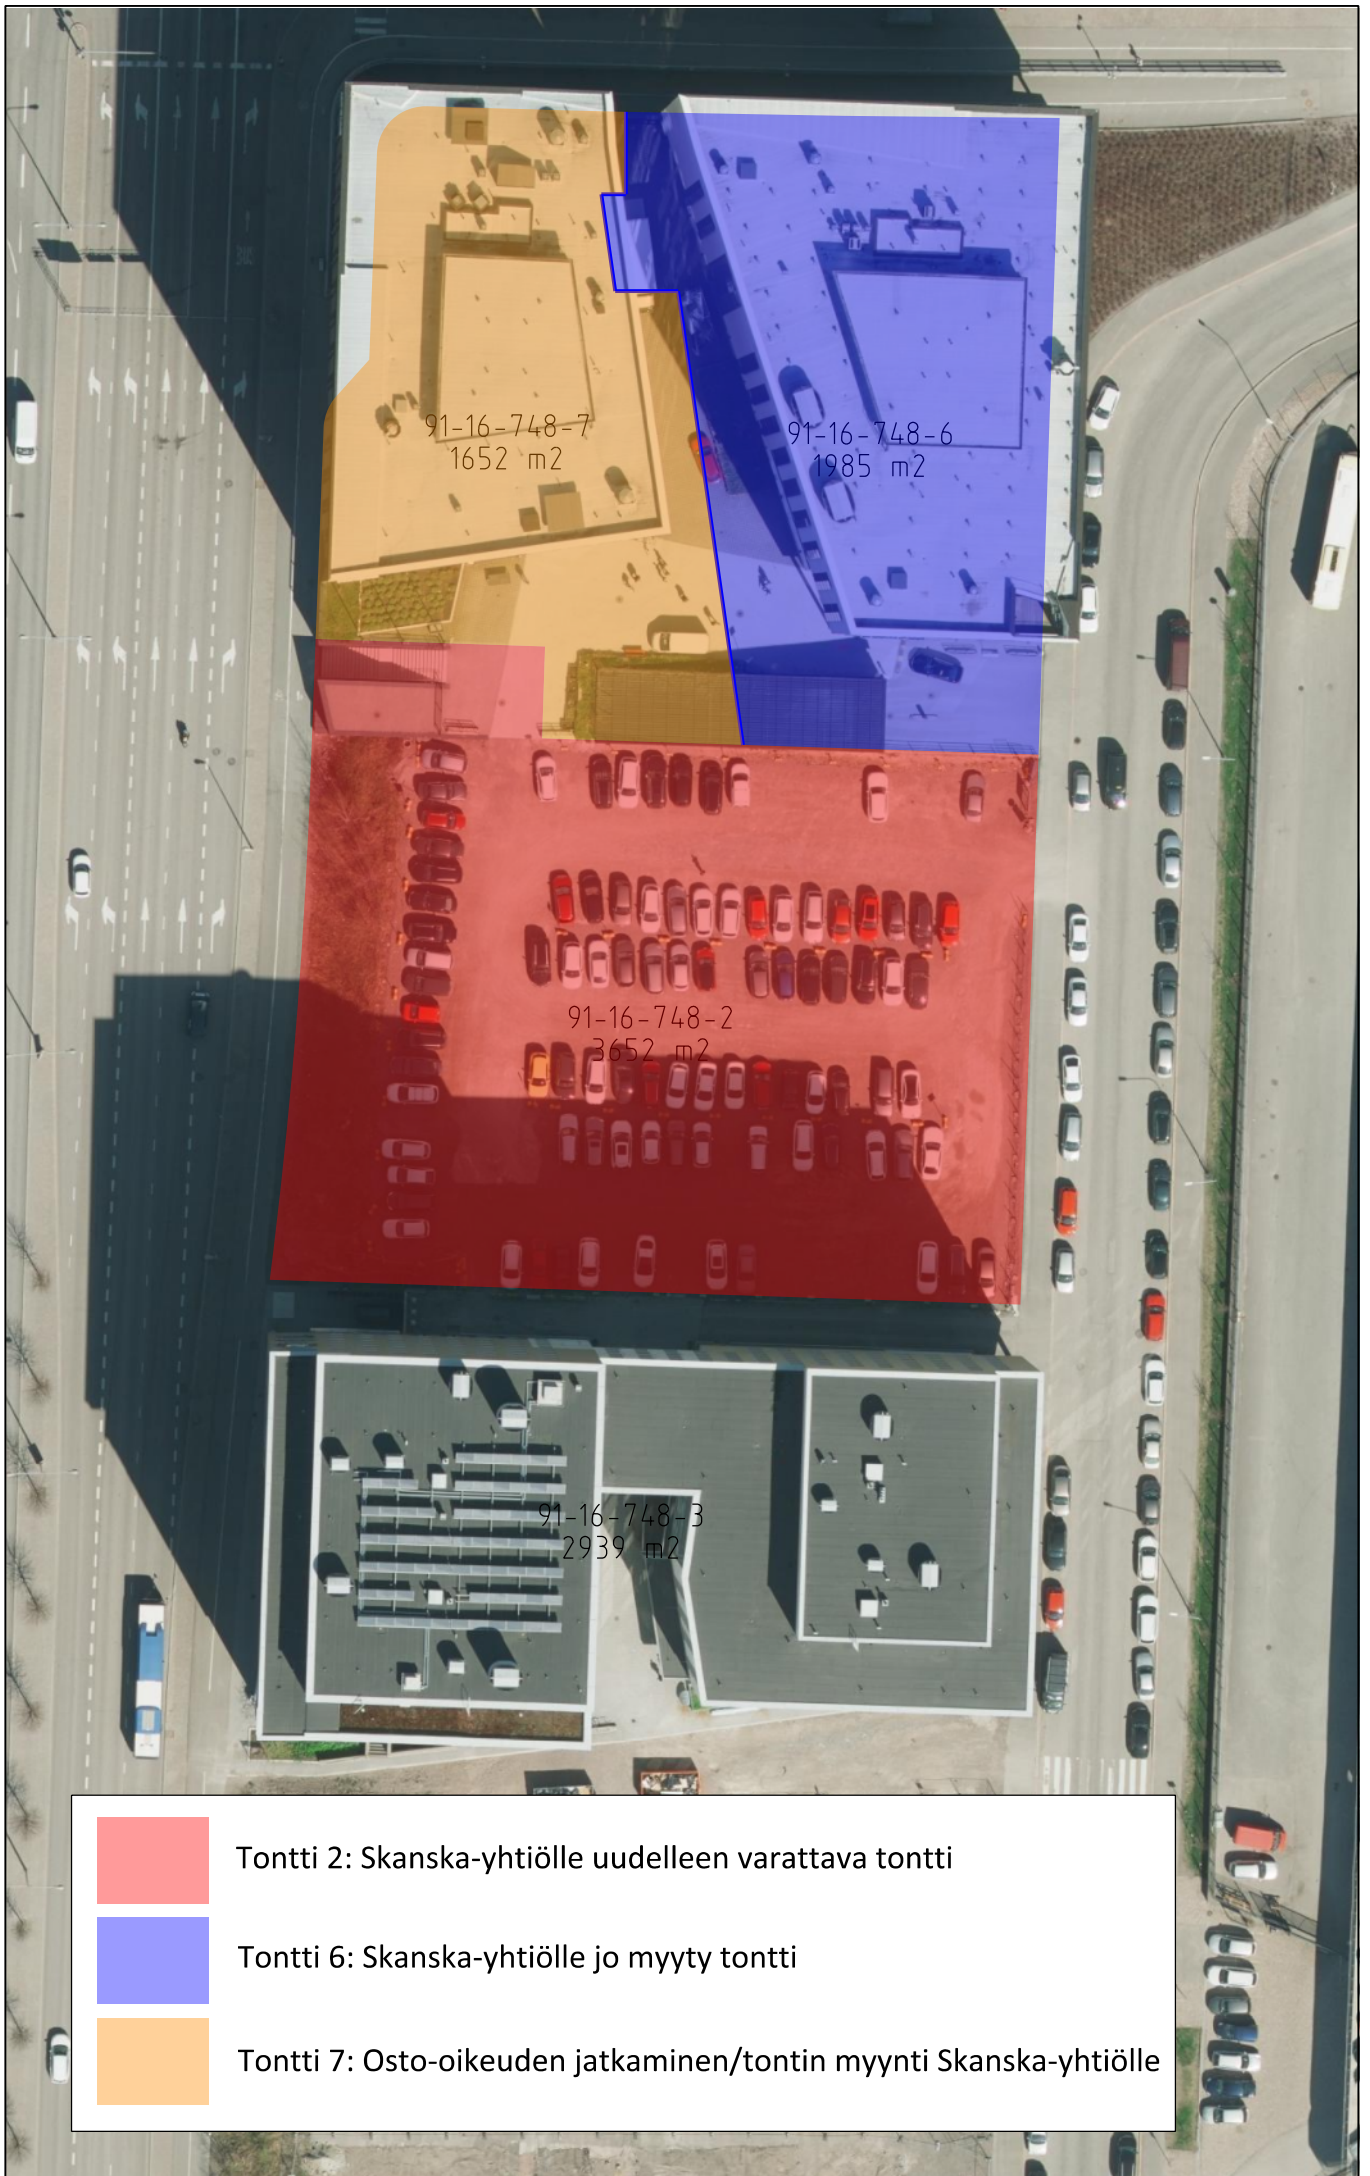 91-16-748-7
1652 m2
91-16-748-6
1985 m2
91-16-748-2
3652 m2
91-16-748-3
2939 m2
Tontti 2: Skanska-yhtiölle uudelleen varattava tontti
Tontti 6: Skanska-yhtiölle jo myyty tontti
Tontti 7: Osto-oikeuden jatkaminen/tontin myynti Skanska-yhtiölle